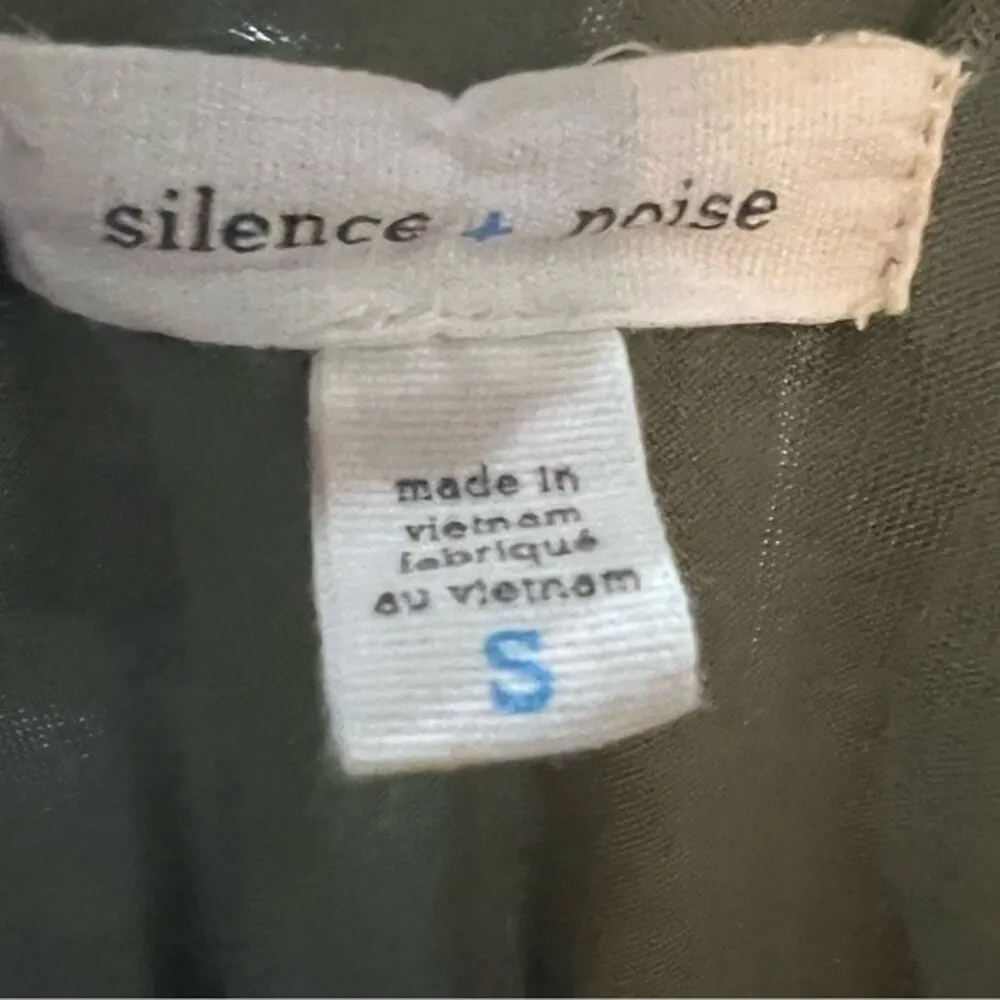 silence + noise
made in
vietnam
fabriqué
au vietnam
S